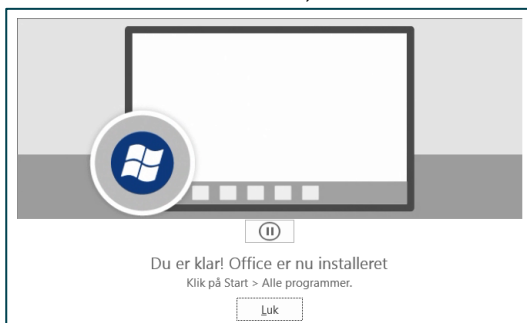 Du er klar! Office er nu installeret
Klik på Start > Alle programmer.
Luk